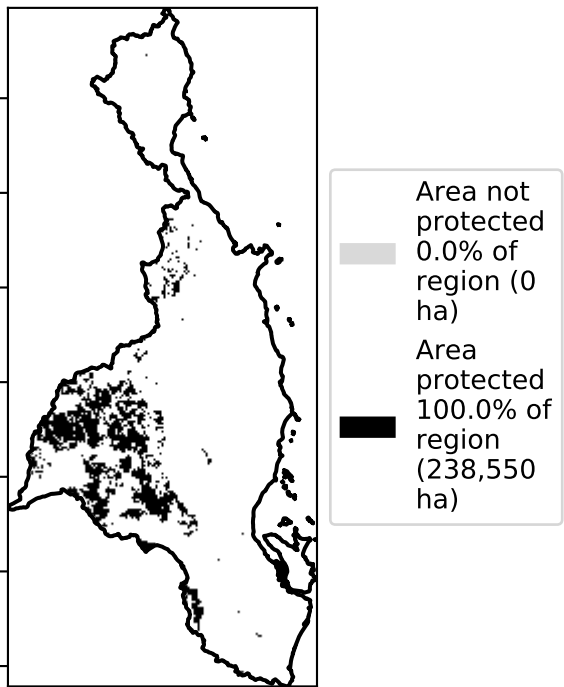 Area not
protected
0.0% of
region (0
ha)
Area
protected
100.0% of
region
(238,550
ha)